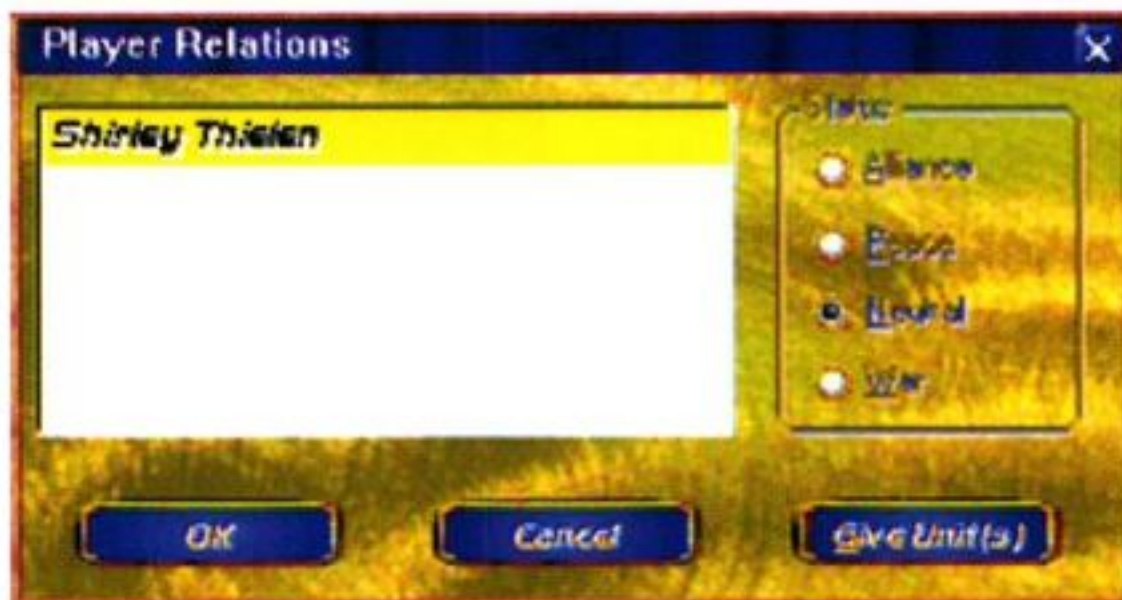 Player Relations
Shirley Thielen
Alliance
Peace
Neutral
War
OK
Cancel
Give Unit(s)